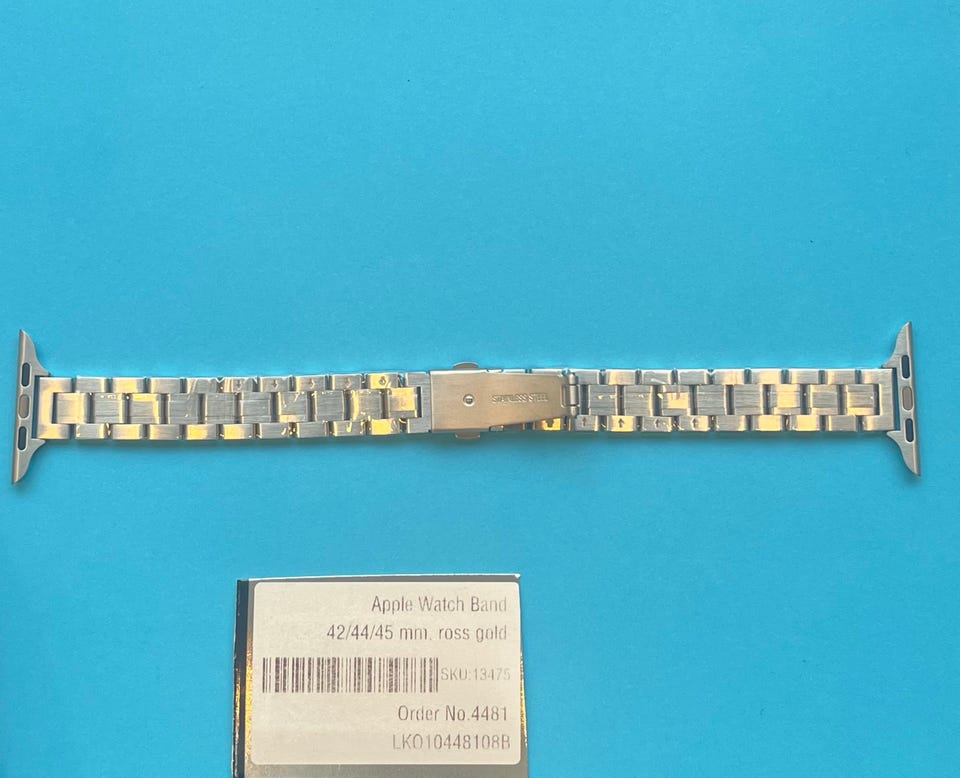 STAINLESS STEEL
Apple Watch Band
42/44/45 mm, ross gold
SKU:13475
Order No.4481
LKO10448108B